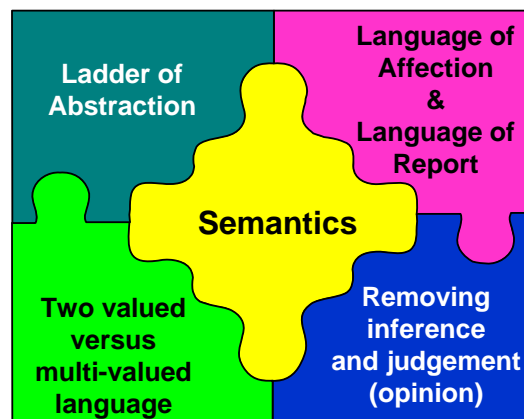 Ladder of
Abstraction
Language of
Affection
&
Language of
Report
Semantics
Two valued
versus
multi-valued
language
Removing
inference
and judgement
(opinion)